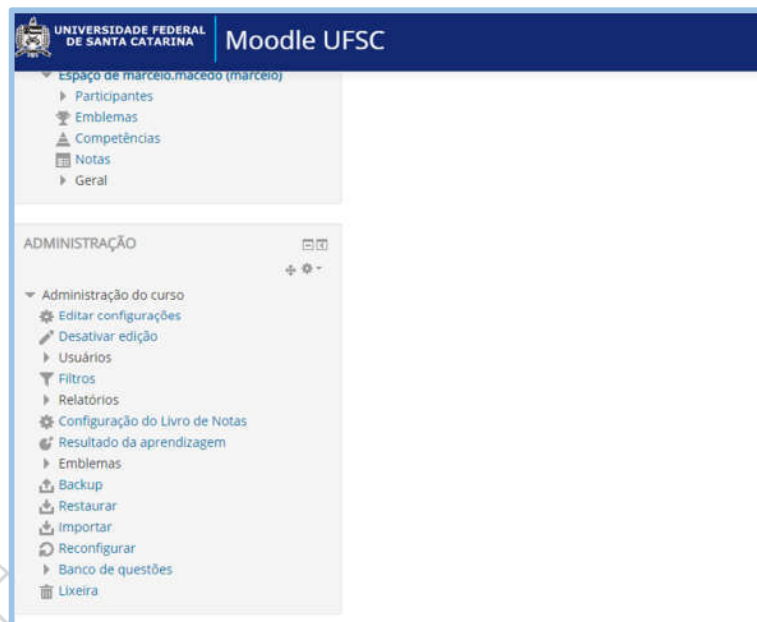 UNIVERSIDADE FEDERAL
DE SANTA CATARINA
Moodle UFSC
Espaço de marcelo.macedo (marcelo)
Participantes
Emblemas
Competências
Notas
Geral
ADMINISTRAÇÃO
Administração do curso
Editar configurações
Desativar edição
Usuários
Filtros
Relatórios
Configuração do Livro de Notas
Resultado da aprendizagem
Emblemas
Backup
Restaurar
Importar
Reconfigurar
Banco de questões
Lixeira